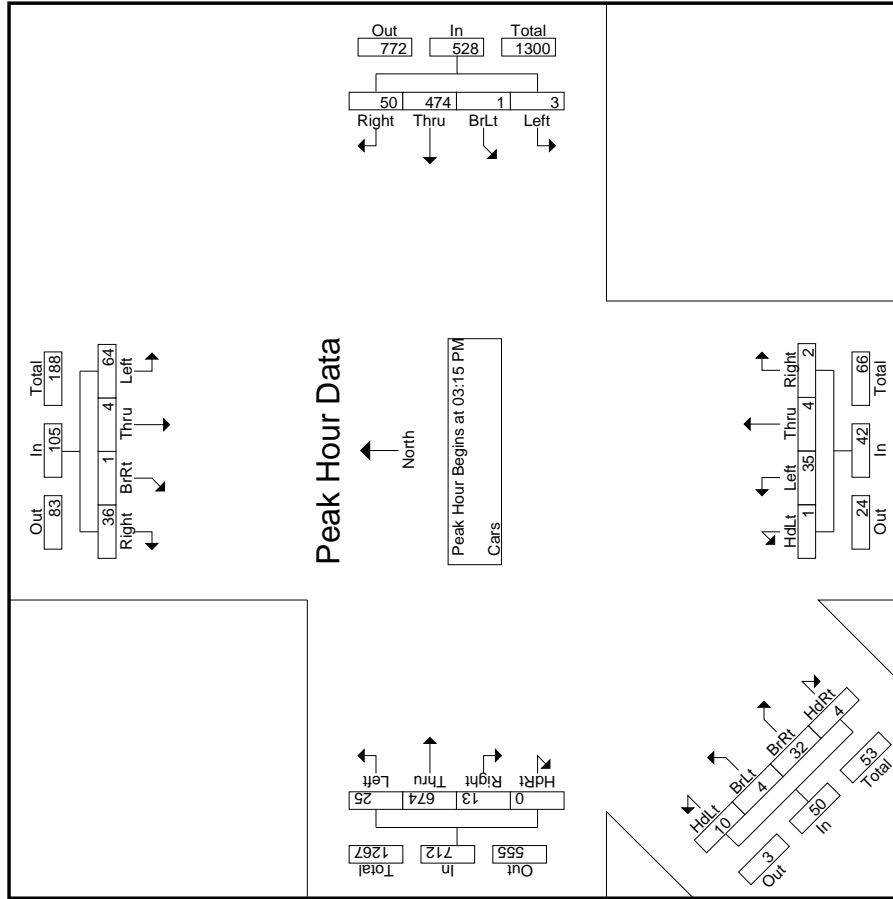 Out In Total
772 528 1300
50 474 1 3
Right Thru BrLt Left
Out In Total
83 105 188
36 1 4 64
Right BrRt Thru Left
Peak Hour Data
North
Peak Hour Begins at 03:15 PM
Cars
HdLt Left Thru Right
1 35 4 2
24 42 66
Out In Total
Left Thru Right HdRt
25 674 13 0
1267 712 555
Total In Out
HdLt BrLt BrRt HdRt
10 4 32 4
3 50 53
Out In Total